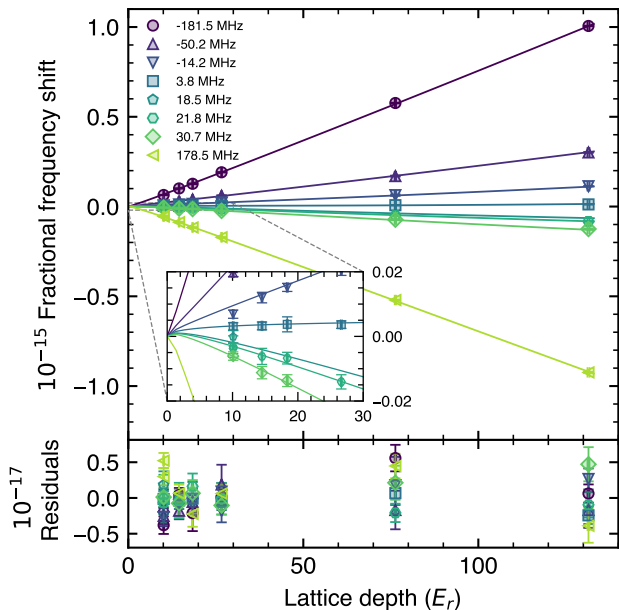 10⁻¹⁵ Fractional frequency shift
1.0
0.5
0.0
−0.5
−1.0
-181.5 MHz
-50.2 MHz
-14.2 MHz
3.8 MHz
18.5 MHz
21.8 MHz
30.7 MHz
178.5 MHz
0.02
0.00
−0.02
0 10 20 30
10⁻¹⁷
Residuals
0.5
0.0
−0.5
0 50 100
Lattice depth (E_r)